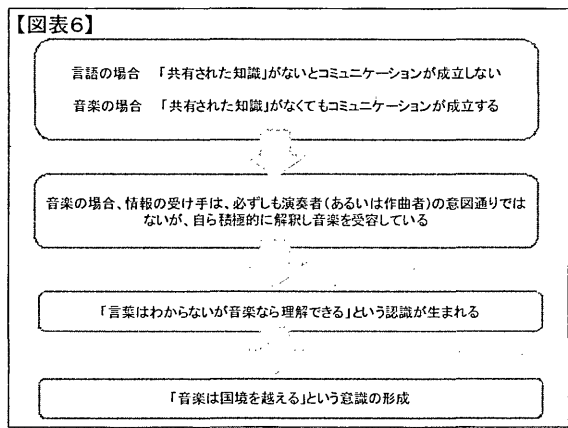 【図表6】
言語の場合 「共有された知識」がないとコミュニケーションが成立しない
音楽の場合 「共有された知識」がなくてもコミュニケーションが成立する
音楽の場合、情報の受け手は、必ずしも演奏者(あるいは作曲者)の意図通りでは
ないが、自ら積極的に解釈し音楽を受容している
「言葉はわからないが音楽なら理解できる」という認識が生まれる
「音楽は国境を越える」という意識の形成